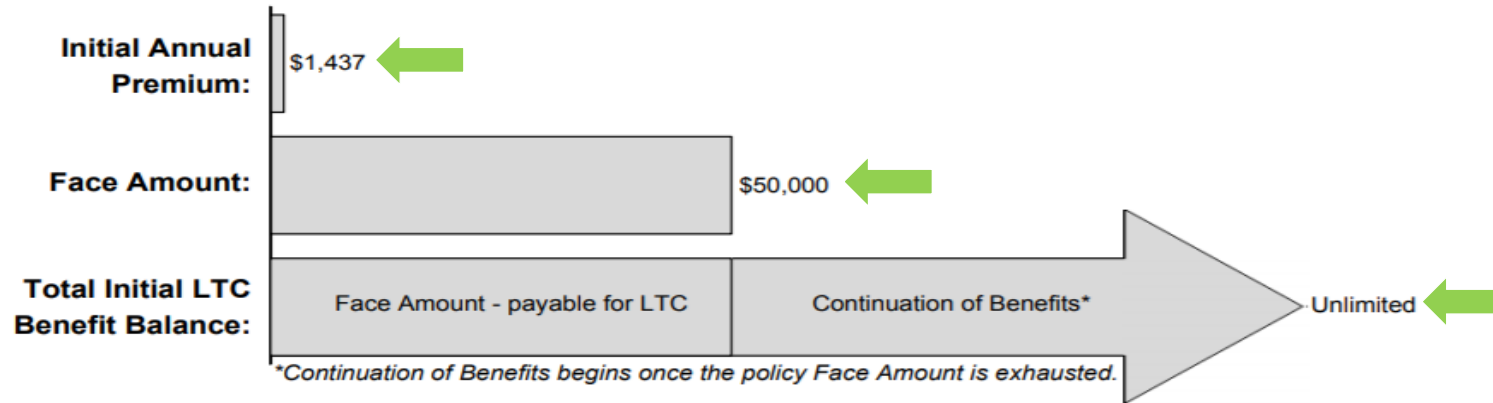 Initial Annual
Premium:
$1,437
Face Amount:
$50,000
Total Initial LTC
Benefit Balance:
Face Amount - payable for LTC
Continuation of Benefits*
Unlimited
*Continuation of Benefits begins once the policy Face Amount is exhausted.